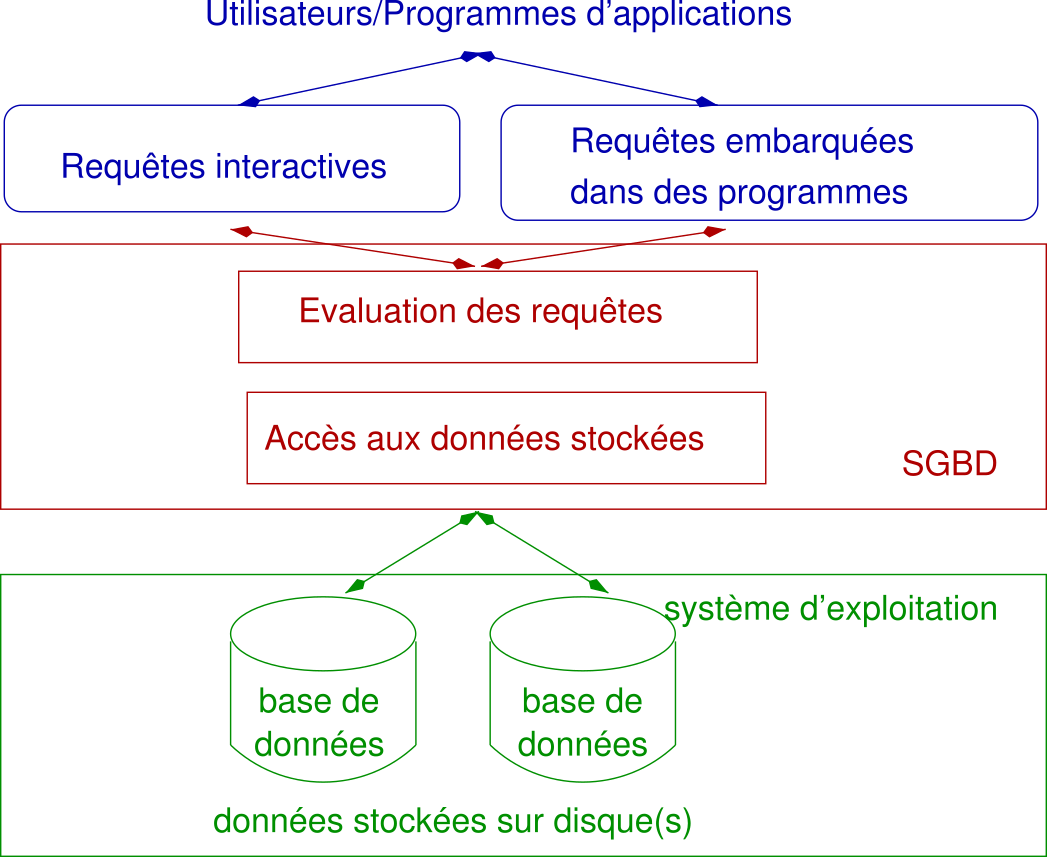 Utilisateurs/Programmes d'applications
Requêtes interactives
Requêtes embarquées
dans des programmes
Evaluation des requêtes
Accès aux données stockées
SGBD
système d'exploitation
base de
données
base de
données
données stockées sur disque(s)